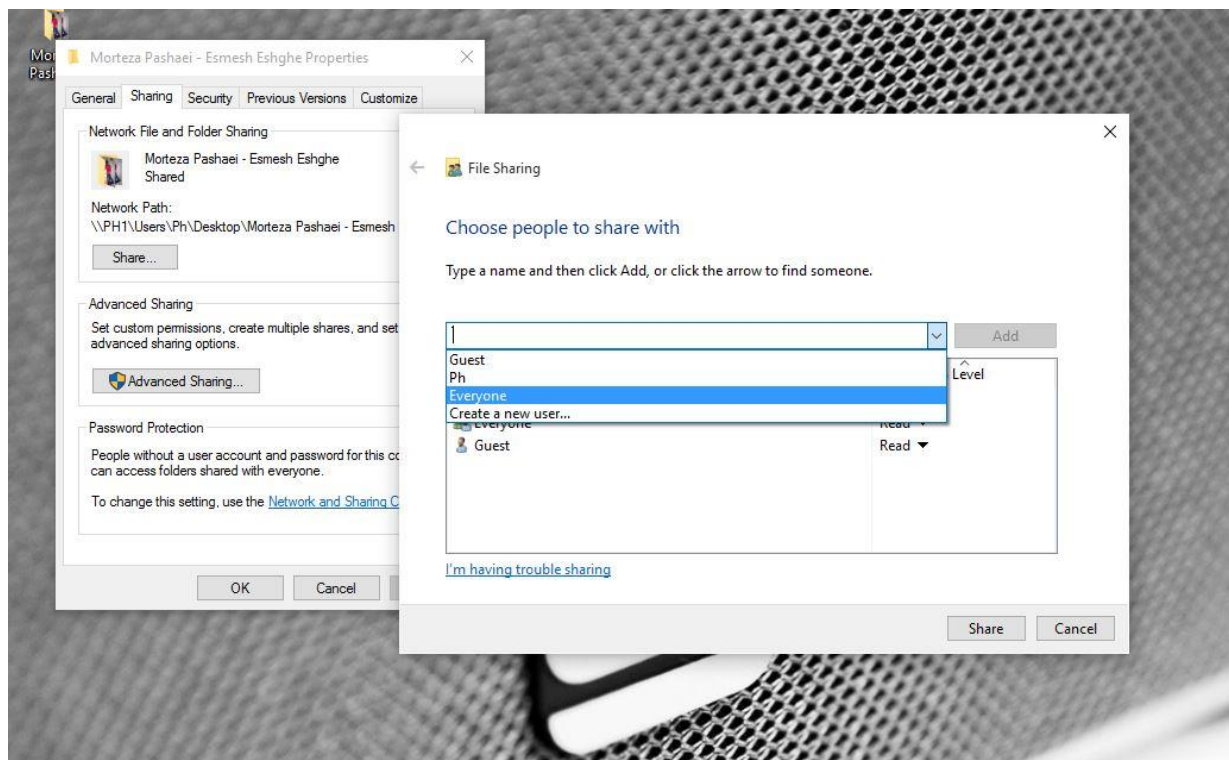 Mor
Pash
Morteza Pashaei - Esmesh Eshghe Properties
General Sharing Security Previous Versions Customize
Network File and Folder Sharing
Morteza Pashaei - Esmesh Eshghe
Shared
Network Path:
\\PH1\Users\Ph\Desktop\Morteza Pashaei - Esmesh
Share...
Advanced Sharing
Set custom permissions, create multiple shares, and set
advanced sharing options.
Advanced Sharing...
Password Protection
People without a user account and password for this co
can access folders shared with everyone.
To change this setting, use the Network and Sharing C
OK Cancel
File Sharing
Choose people to share with
Type a name and then click Add, or click the arrow to find someone.
Add
Guest
Ph
Everyone
Create a new user...
Level
Everyone Read
Guest Read
I'm having trouble sharing
Share Cancel